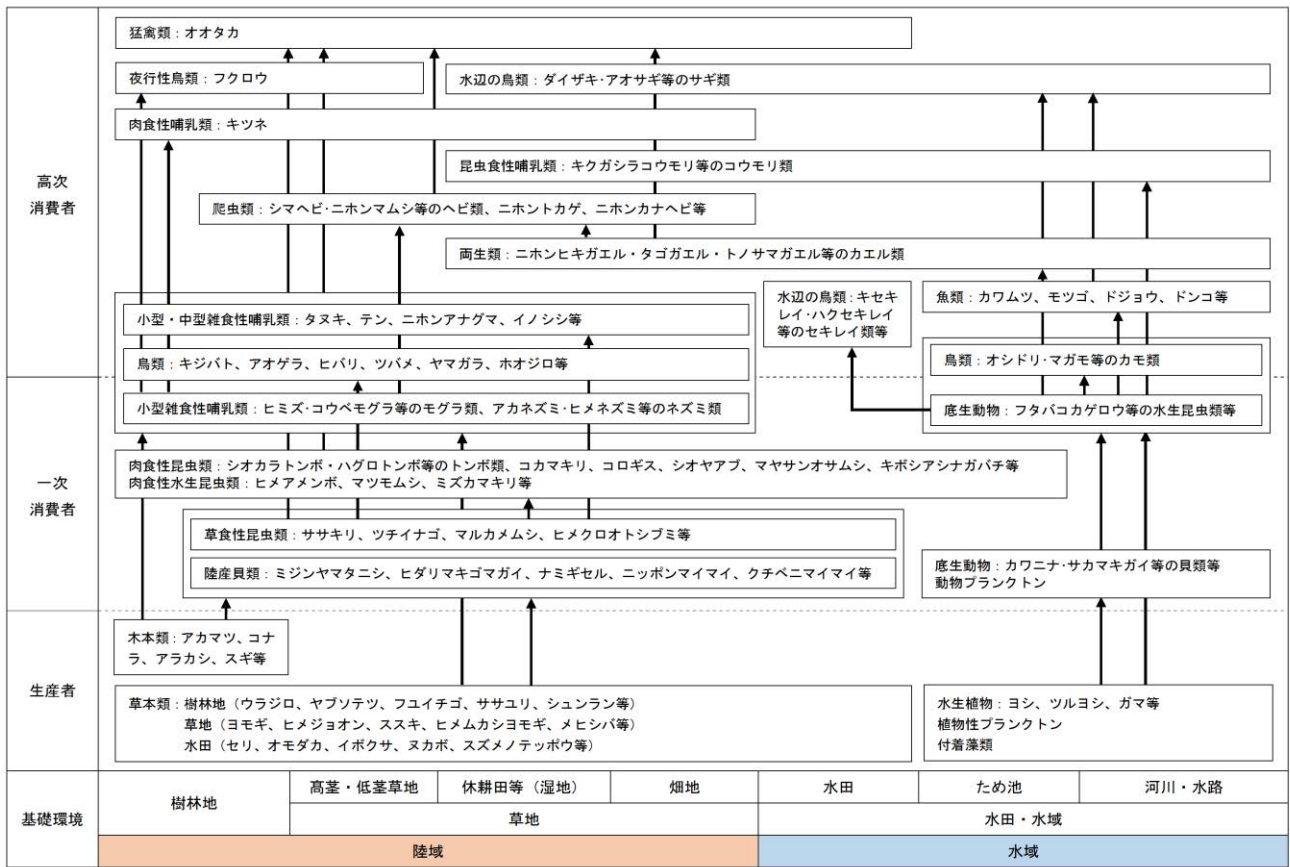 高次
消費者
猛禽類：オオタカ
夜行性鳥類：フクロウ
水辺の鳥類：ダイザキ･アオサギ等のサギ類
肉食性哺乳類：キツネ
昆虫食性哺乳類：キクガシラコウモリ等のコウモリ類
爬虫類：シマヘビ･ニホンマムシ等のヘビ類、ニホントカゲ、ニホンカナヘビ等
両生類：ニホンヒキガエル・タゴガエル・トノサマガエル等のカエル類
小型・中型雑食性哺乳類：タヌキ、テン、ニホンアナグマ、イノシシ等
水辺の鳥類：キセキ
レイ･ハクセキレイ
等のセキレイ類等
魚類：カワムツ、モツゴ、ドジョウ、ドンコ等
鳥類：キジバト、アオゲラ、ヒバリ、ツバメ、ヤマガラ、ホオジロ等
鳥類：オシドリ･マガモ等のカモ類
一次
消費者
小型雑食性哺乳類：ヒミズ･コウベモグラ等のモグラ類、アカネズミ･ヒメネズミ等のネズミ類
底生動物：フタバコカゲロウ等の水生昆虫類等
肉食性昆虫類：シオカラトンボ･ハグロトンボ等のトンボ類、コカマキリ、コロギス、シオヤアブ、マヤサンオサムシ、キボシアシナガバチ等
肉食性水生昆虫類：ヒメアメンボ、マツモムシ、ミズカマキリ等
草食性昆虫類：ササキリ、ツチイナゴ、マルカメムシ、ヒメクロオトシブミ等
陸産貝類：ミジンヤマタニシ、ヒダリマキゴマガイ、ナミギセル、ニッポンマイマイ、クチベニマイマイ等
底生動物：カワニナ･サカマキガイ等の貝類等
動物プランクトン
生産者
木本類：アカマツ、コナ
ラ、アラカシ、スギ等
草本類：樹林地（ウラジロ、ヤブソテツ、フユイチゴ、ササユリ、シュンラン等）
草地（ヨモギ、ヒメジョオン、ススキ、ヒメムカシヨモギ、メヒシバ等）
水田（セリ、オモダカ、イボクサ、ヌカボ、スズメノテッポウ等）
水生植物：ヨシ、ツルヨシ、ガマ等
植物性プランクトン
付着藻類
基礎環境
樹林地
髙茎・低茎草地
休耕田等（湿地）
畑地
水田
ため池
河川・水路
草地
水田・水域
陸域
水域